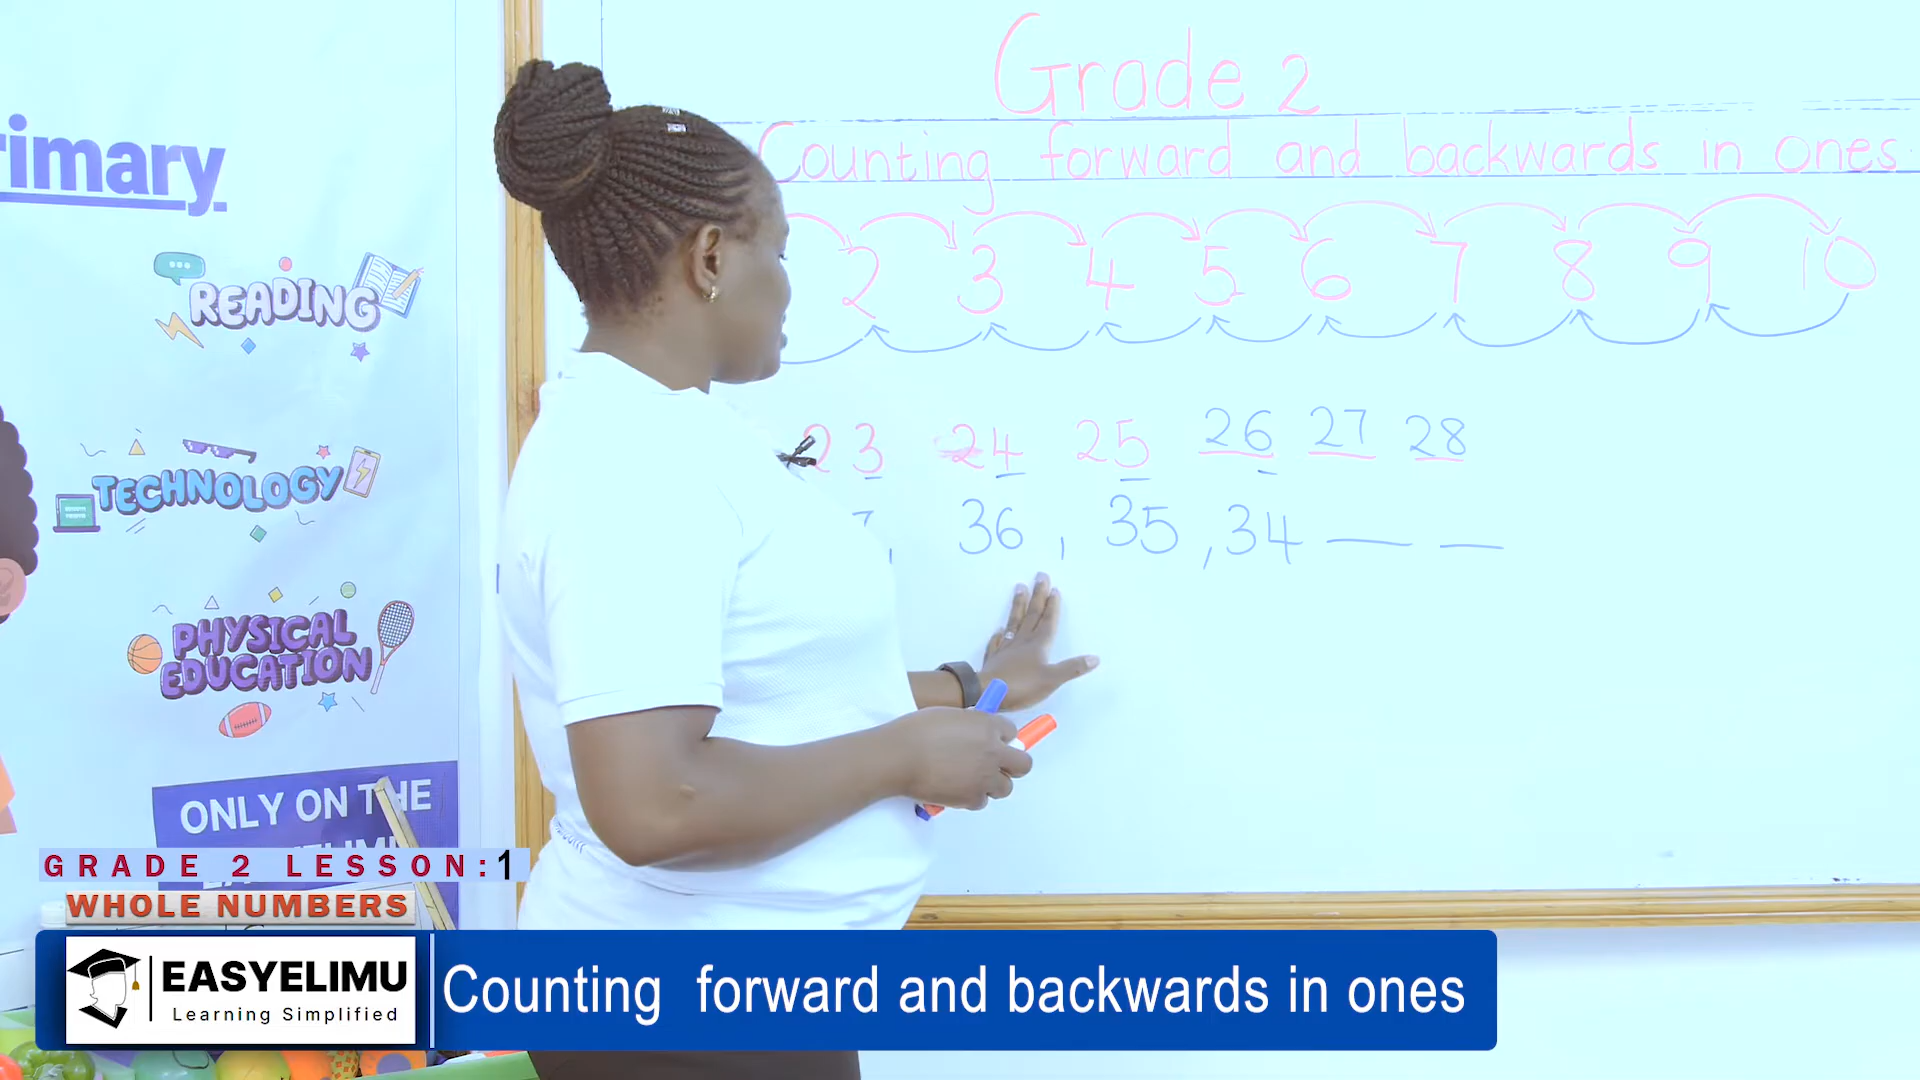 Grade 2
Counting forward and backwards in ones
2 3 4 5 6 7 8 9 10
23 24 25 26 27 28
, 36 , 35 , 34
rimary
READING
TECHNOLOGY
PHYSICAL
EDUCATION
ONLY ON THE
GRADE 2 LESSON:1
WHOLE NUMBERS
EASYELIMU
Learning Simplified
Counting forward and backwards in ones